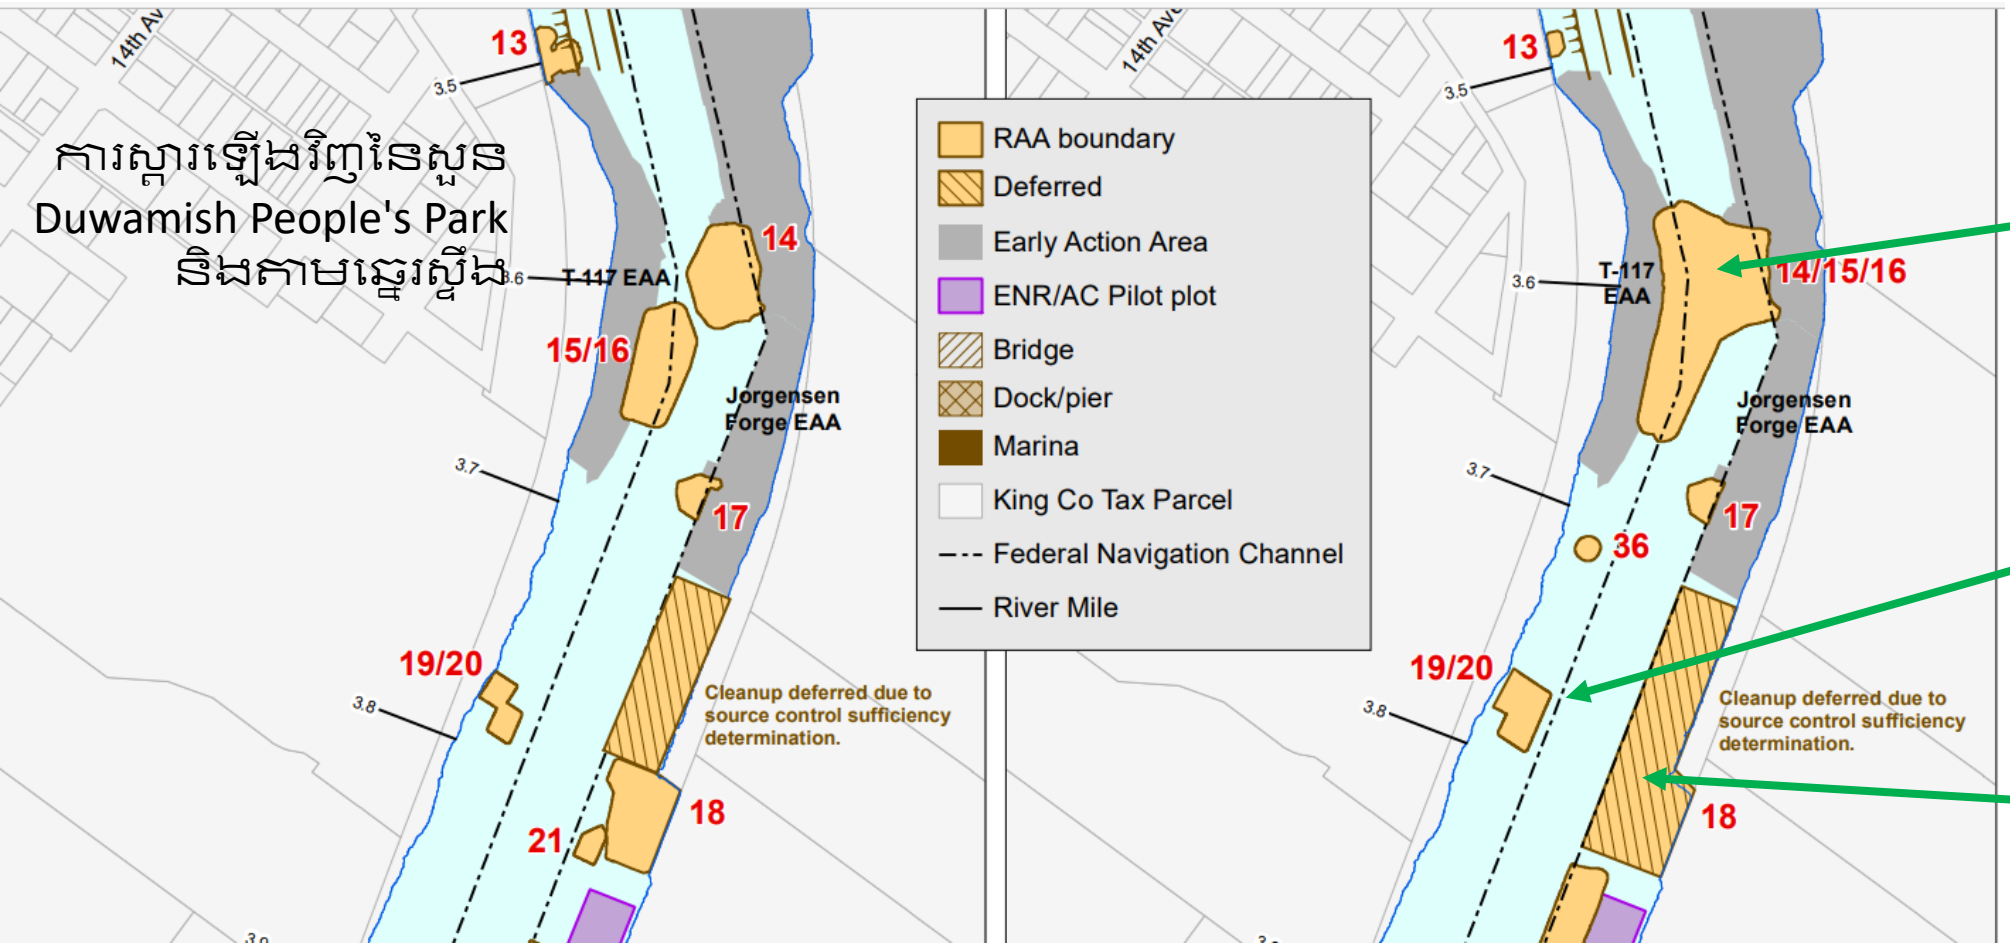 14th Av
13
3.5
ការស្តារឡើងវិញនៃសួន
Duwamish People's Park
និងតាមឆ្នេរស្ទឹង
3.6
T-117 EAA
14
15/16
Jorgensen
Forge EAA
3.7
17
19/20
3.8
Cleanup deferred due to
source control sufficiency
determination.
18
21
RAA boundary
Deferred
Early Action Area
ENR/AC Pilot plot
Bridge
Dock/pier
Marina
King Co Tax Parcel
Federal Navigation Channel
River Mile
14th Ave
13
3.5
3.6
T-117
EAA
14/15/16
Jorgensen
Forge EAA
3.7
17
36
19/20
3.8
Cleanup deferred due to
source control sufficiency
determination.
18